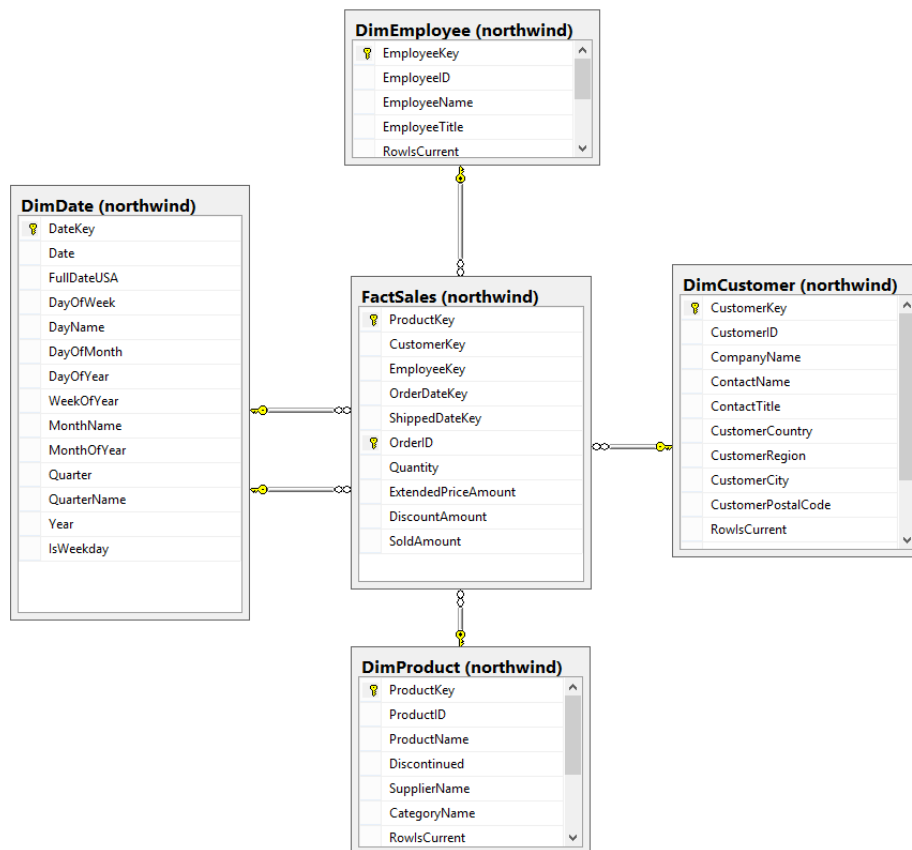 DimEmployee (northwind)
EmployeeKey
EmployeeID
EmployeeName
EmployeeTitle
RowIsCurrent
DimDate (northwind)
DateKey
Date
FullDateUSA
DayOfWeek
DayName
DayOfMonth
DayOfYear
WeekOfYear
MonthName
MonthOfYear
Quarter
QuarterName
Year
IsWeekday
FactSales (northwind)
ProductKey
CustomerKey
EmployeeKey
OrderDateKey
ShippedDateKey
OrderID
Quantity
ExtendedPriceAmount
DiscountAmount
SoldAmount
DimCustomer (northwind)
CustomerKey
CustomerID
CompanyName
ContactName
ContactTitle
CustomerCountry
CustomerRegion
CustomerCity
CustomerPostalCode
RowIsCurrent
DimProduct (northwind)
ProductKey
ProductID
ProductName
Discontinued
SupplierName
CategoryName
RowIsCurrent